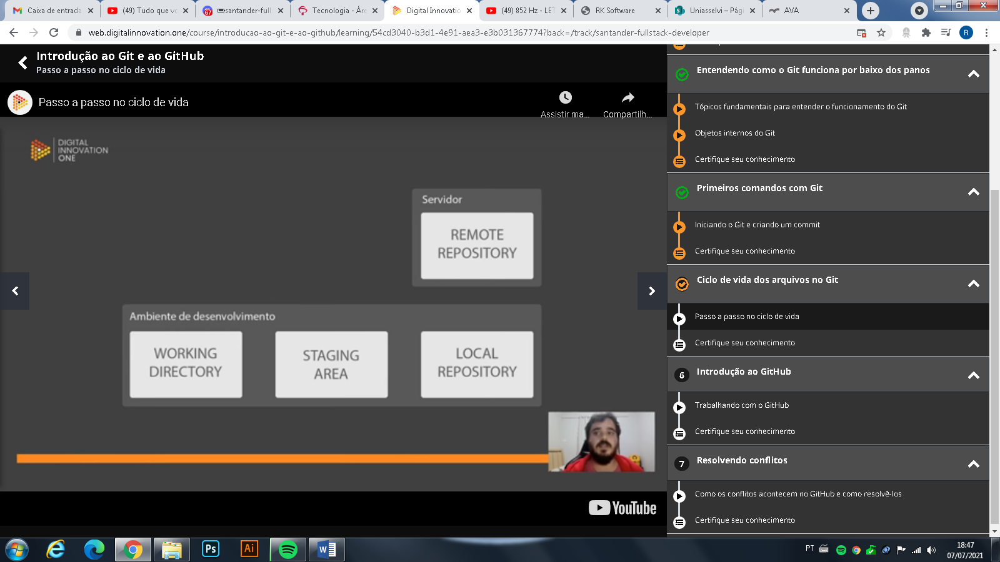 Caixa de entrada
(49) Tudo que vo
67
santander-full
Tecnologia - Áre
Digital Innovatio
(49) 852 Hz - LET
RK Software
Uniasselvi – Pág
AVA
web.digitalinnovation.one/course/introducao-ao-git-e-ao-github/learning/54cd3040-b3d1-4e91-aea3-e3b031367774?back=/track/santander-fullstack-developer
R
Introdução ao Git e ao GitHub
Passo a passo no ciclo de vida
Passo a passo no ciclo de vida
Assistir ma...
Compartilh...
DIGITAL
INNOVATION
ONE
Servidor
REMOTE
REPOSITORY
Ambiente de desenvolvimento
WORKING
DIRECTORY
STAGING
AREA
LOCAL
REPOSITORY
YouTube
Entendendo como o Git funciona por baixo dos panos
Tópicos fundamentais para entender o funcionamento do Git
Objetos internos do Git
Certifique seu conhecimento
Primeiros comandos com Git
Iniciando o Git e criando um commit
Certifique seu conhecimento
Ciclo de vida dos arquivos no Git
Passo a passo no ciclo de vida
Certifique seu conhecimento
6
Introdução ao GitHub
Trabalhando com o GitHub
Certifique seu conhecimento
7
Resolvendo conflitos
Como os conflitos acontecem no GitHub e como resolvê-los
Certifique seu conhecimento
Ps
Ai
W
PT
18:47
07/07/2021